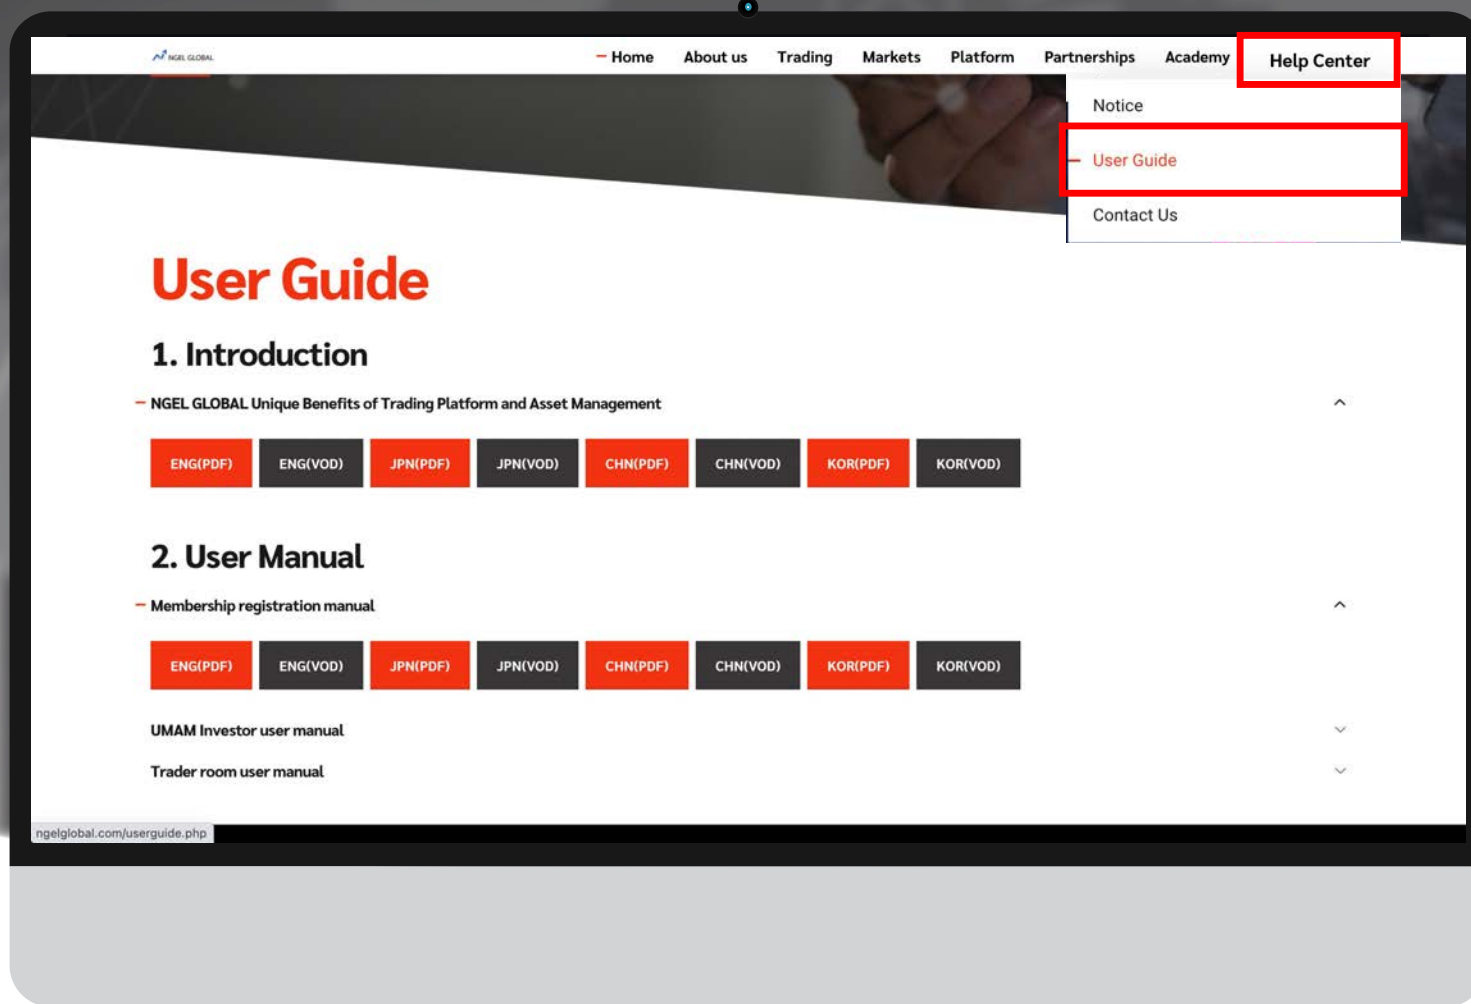 NGEL GLOBAL
Home About us Trading Markets Platform Partnerships Academy Help Center
Notice
User Guide
Contact Us
User Guide
1. Introduction
NGEL GLOBAL Unique Benefits of Trading Platform and Asset Management
ENG(PDF) ENG(VOD) JPN(PDF) JPN(VOD) CHN(PDF) CHN(VOD) KOR(PDF) KOR(VOD)
2. User Manual
Membership registration manual
ENG(PDF) ENG(VOD) JPN(PDF) JPN(VOD) CHN(PDF) CHN(VOD) KOR(PDF) KOR(VOD)
UMAM Investor user manual
Trader room user manual
ngelglobal.com/userguide.php